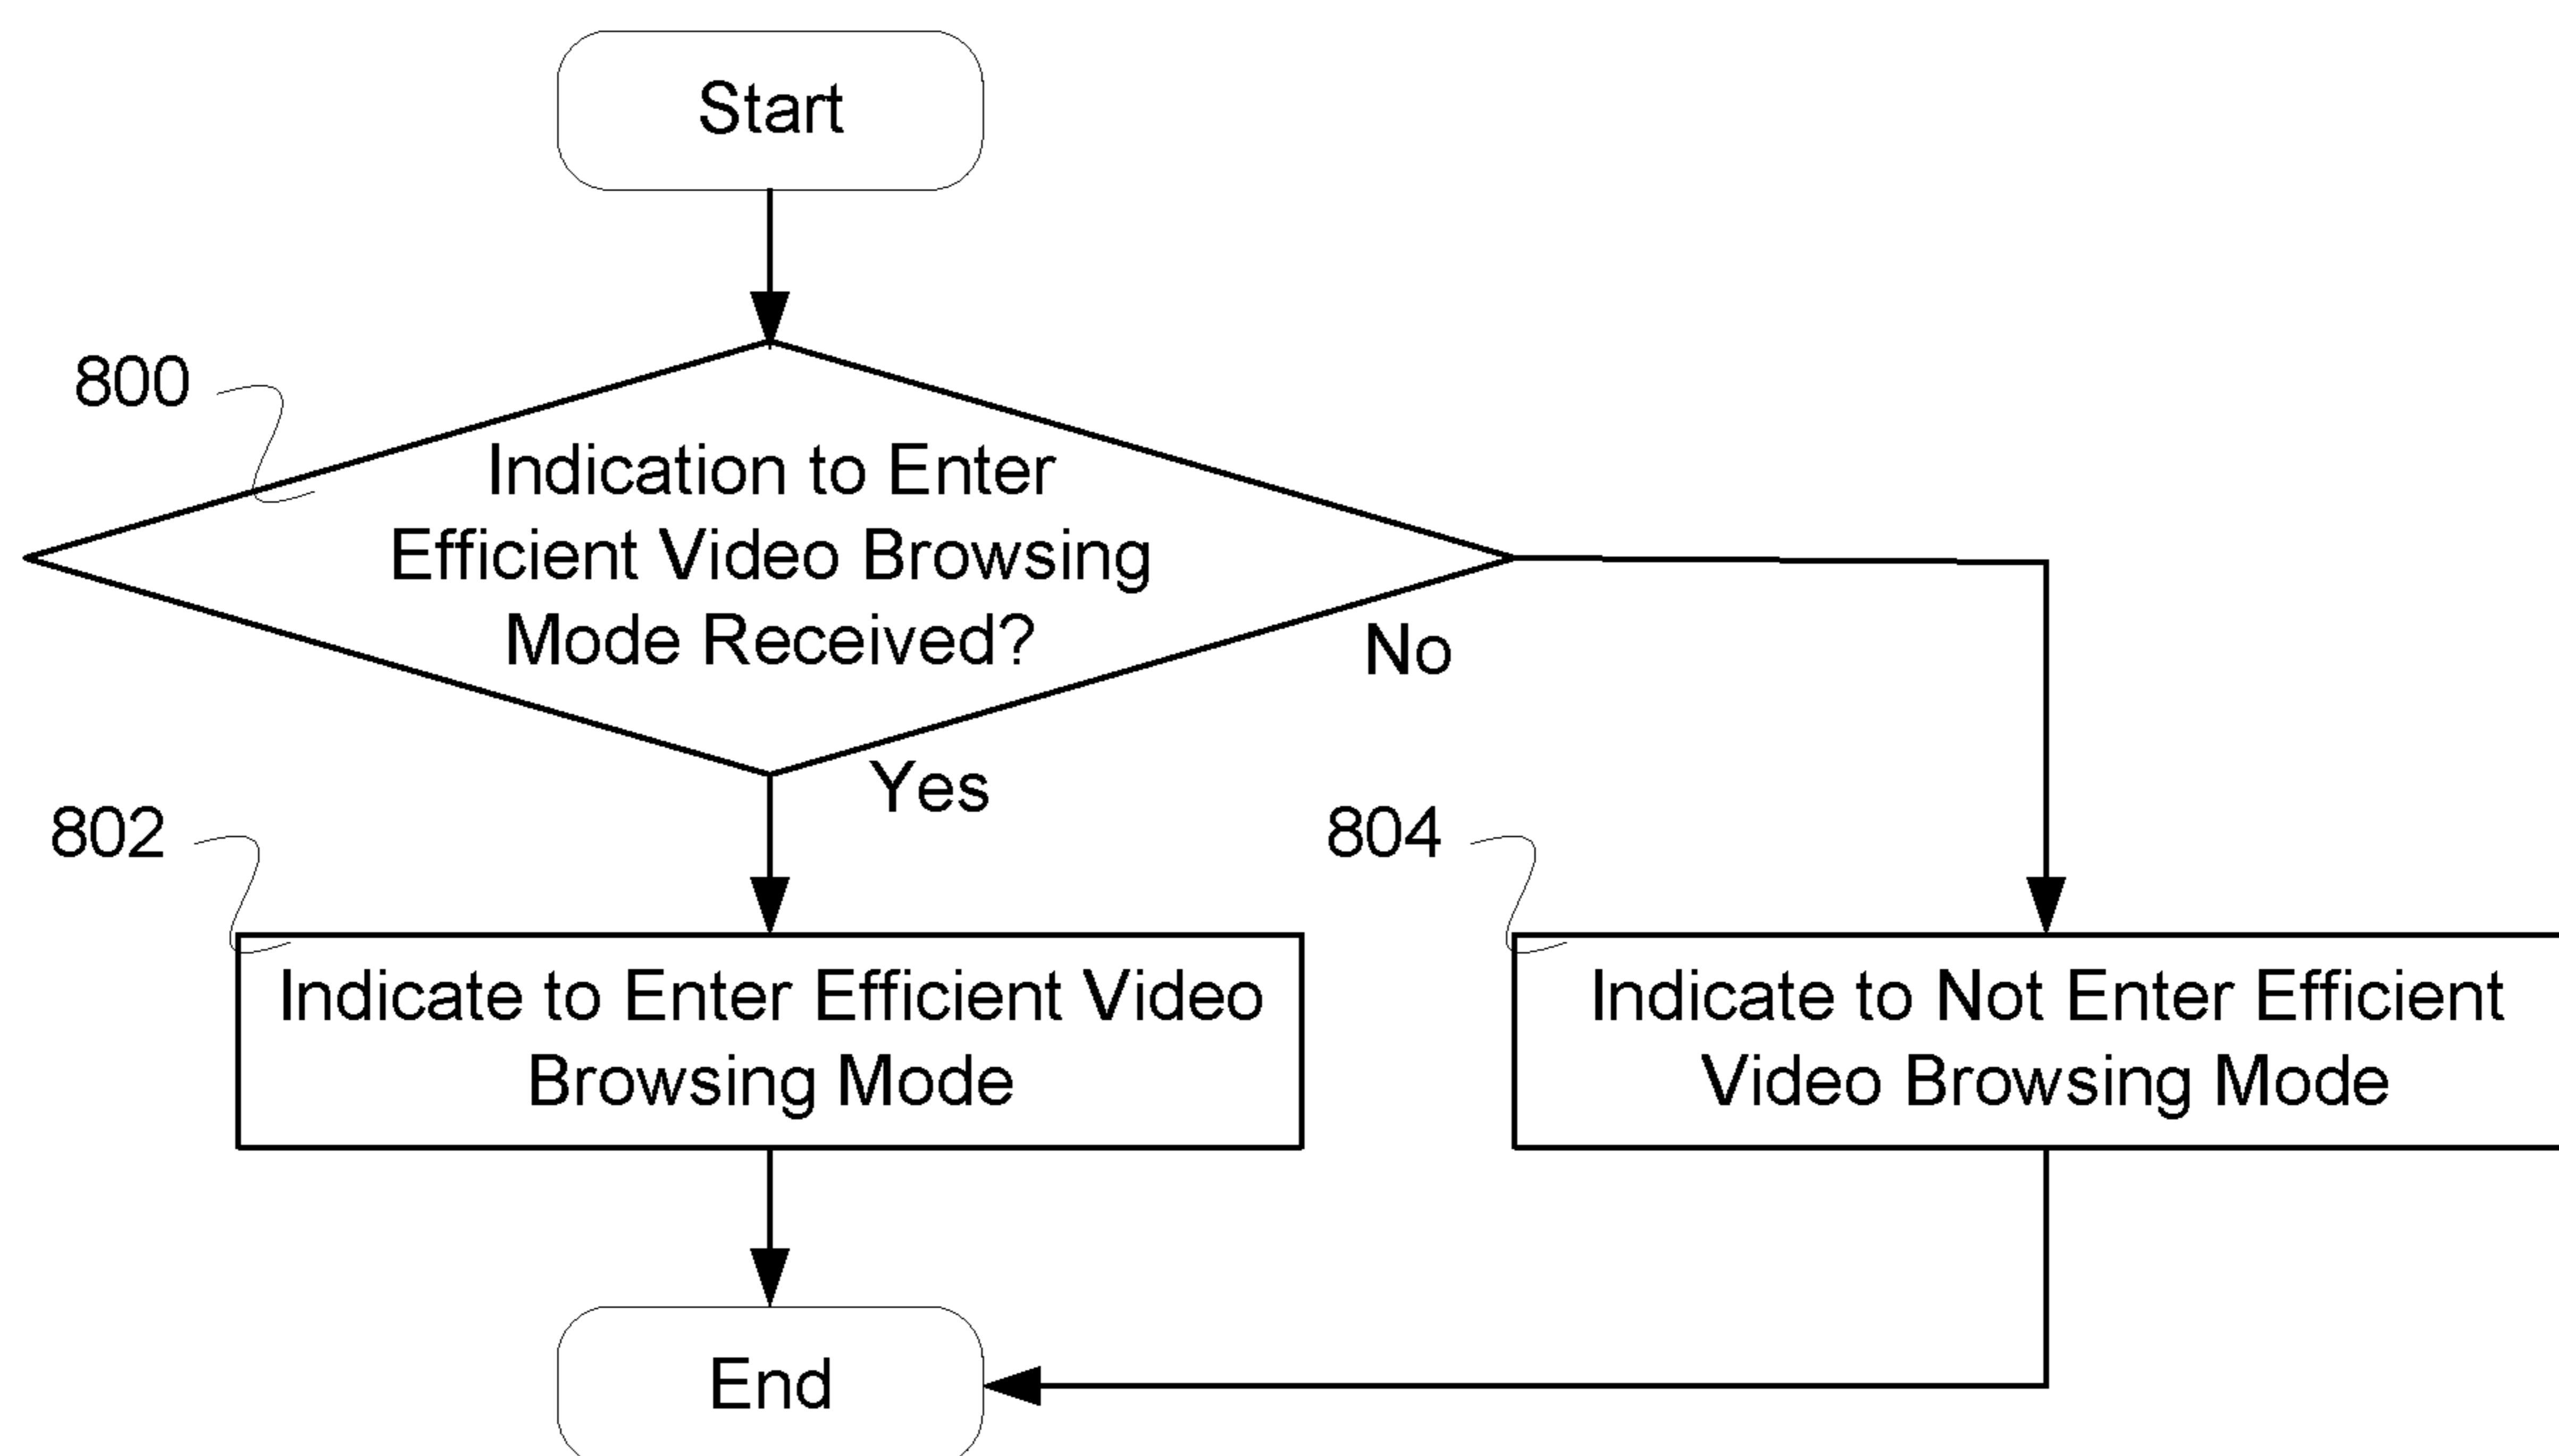 Start
800
Indication to Enter
Efficient Video Browsing
Mode Received?
No
Yes
802
Indicate to Enter Efficient Video
Browsing Mode
804
Indicate to Not Enter Efficient
Video Browsing Mode
End